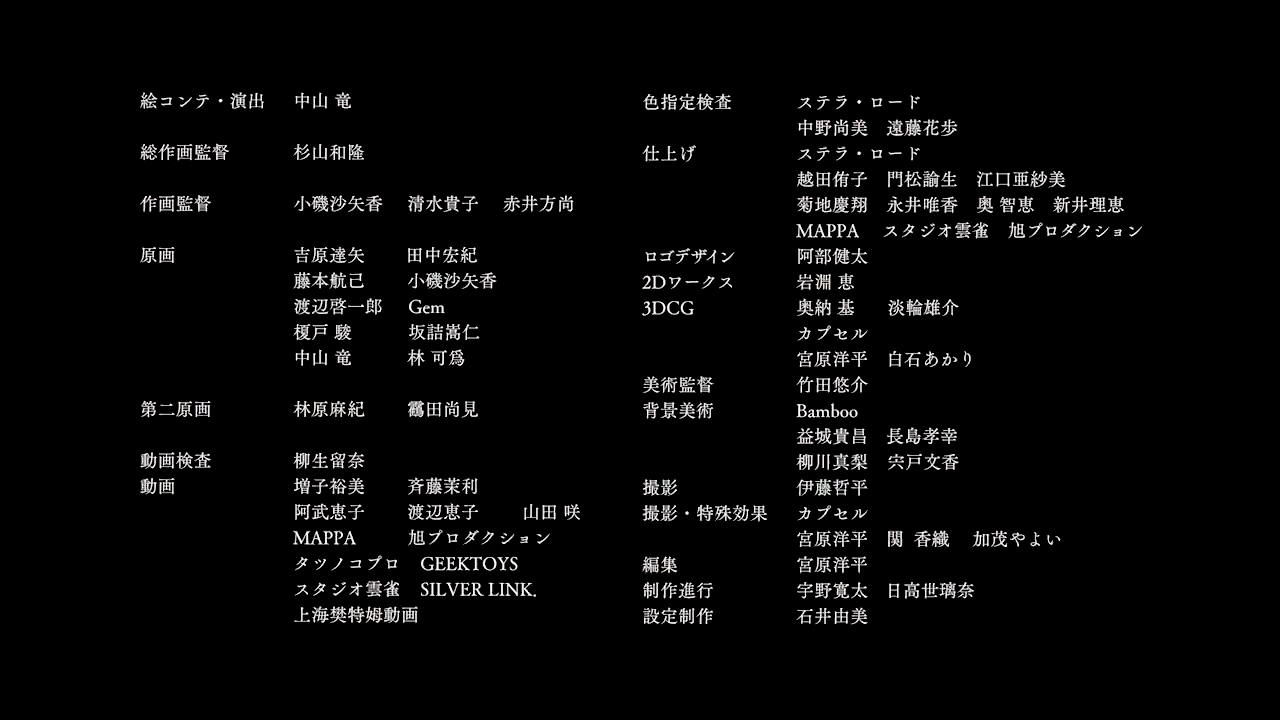 絵コンテ・演出 中山 竜
総作画監督 杉山和隆
作画監督 小磯沙矢香 清水貴子 赤井方尚
原画 吉原達矢 田中宏紀
藤本航己 小磯沙矢香
渡辺啓一郎 Gem
榎戸 駿 坂詰嵩仁
中山 竜 林 可爲
第二原画 林原麻紀 靍田尚見
動画検査 柳生留奈
動画 増子裕美 斉藤茉利
阿武恵子 渡辺恵子 山田 咲
MAPPA 旭プロダクション
タツノコプロ GEEKTOYS
スタジオ雲雀 SILVER LINK.
上海樊特姆動画
色指定検査 ステラ・ロード
中野尚美 遠藤花歩
仕上げ ステラ・ロード
越田侑子 門松諭生 江口亜紗美
菊地慶翔 永井唯香 奥 智恵 新井理恵
MAPPA スタジオ雲雀 旭プロダクション
ロゴデザイン 阿部健太
2Dワークス 岩淵 恵
3DCG 奥納 基 淡輪雄介
カプセル
宮原洋平 白石あかり
美術監督 竹田悠介
背景美術 Bamboo
益城貴昌 長島孝幸
柳川真梨 宍戸文香
撮影 伊藤哲平
撮影・特殊効果 カプセル
宮原洋平 関 香織 加茂やよい
編集 宮原洋平
制作進行 宇野寛太 日高世璃奈
設定制作 石井由美